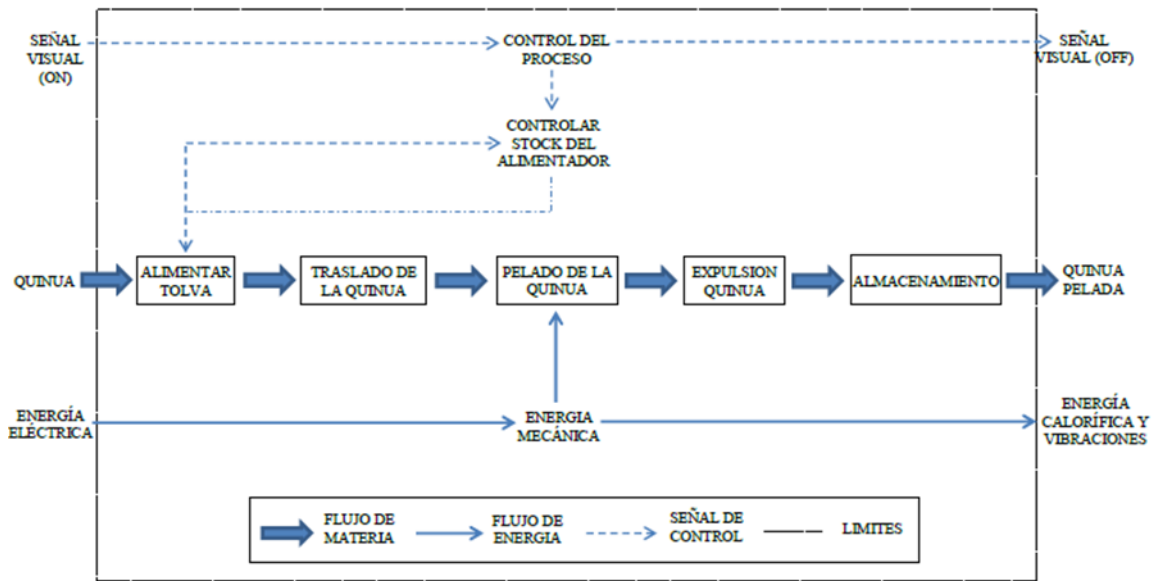 SEÑAL
VISUAL
(ON)
CONTROL DEL
PROCESO
SEÑAL
VISUAL (OFF)
CONTROLAR
STOCK DEL
ALIMENTADOR
QUINUA
ALIMENTAR
TOLVA
TRASLADO DE
LA QUINUA
PELADO DE LA
QUINUA
EXPULSION
QUINUA
ALMACENAMIENTO
QUINUA
PELADA
ENERGÍA
ELÉCTRICA
ENERGIA
MECÁNICA
ENERGÍA
CALORÍFICA Y
VIBRACIONES
FLUJO DE
MATERIA
FLUJO DE
ENERGIA
SEÑAL DE
CONTROL
LIMITES